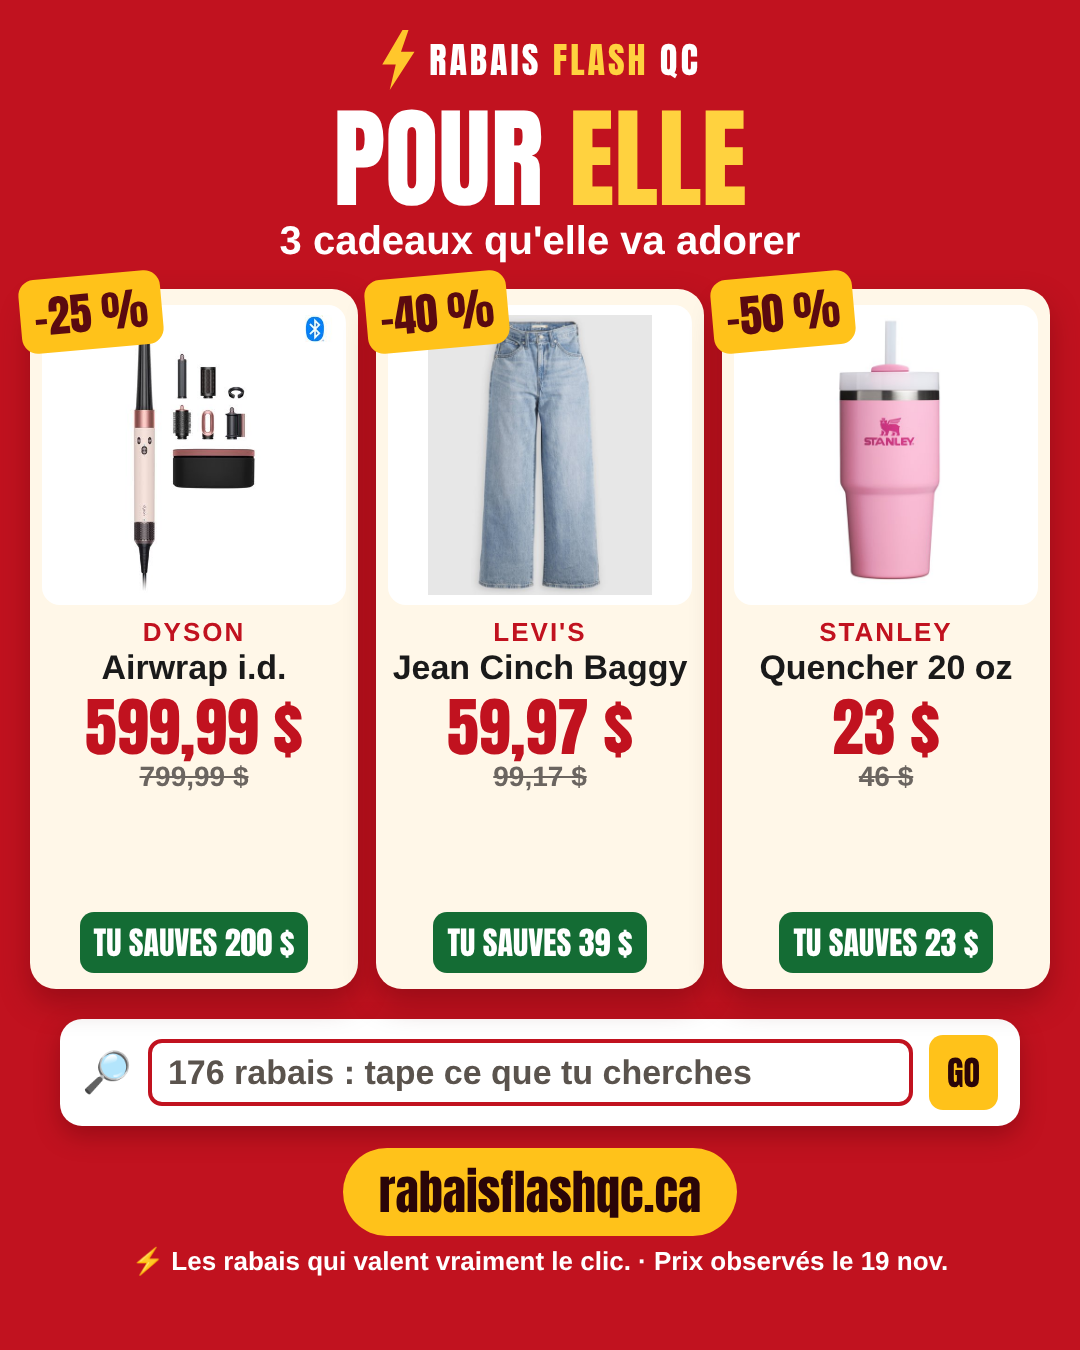 RABAIS FLASH QC
POUR ELLE
3 cadeaux qu'elle va adorer
-25 %
-40 %
-50 %
STANLEY
DYSON
Airwrap i.d.
599,99 $
799,99 $
TU SAUVES 200 $
LEVI'S
Jean Cinch Baggy
59,97 $
99,17 $
TU SAUVES 39 $
STANLEY
Quencher 20 oz
23 $
46 $
TU SAUVES 23 $
176 rabais : tape ce que tu cherches
GO
rabaisflashqc.ca
⚡ Les rabais qui valent vraiment le clic. · Prix observés le 19 nov.